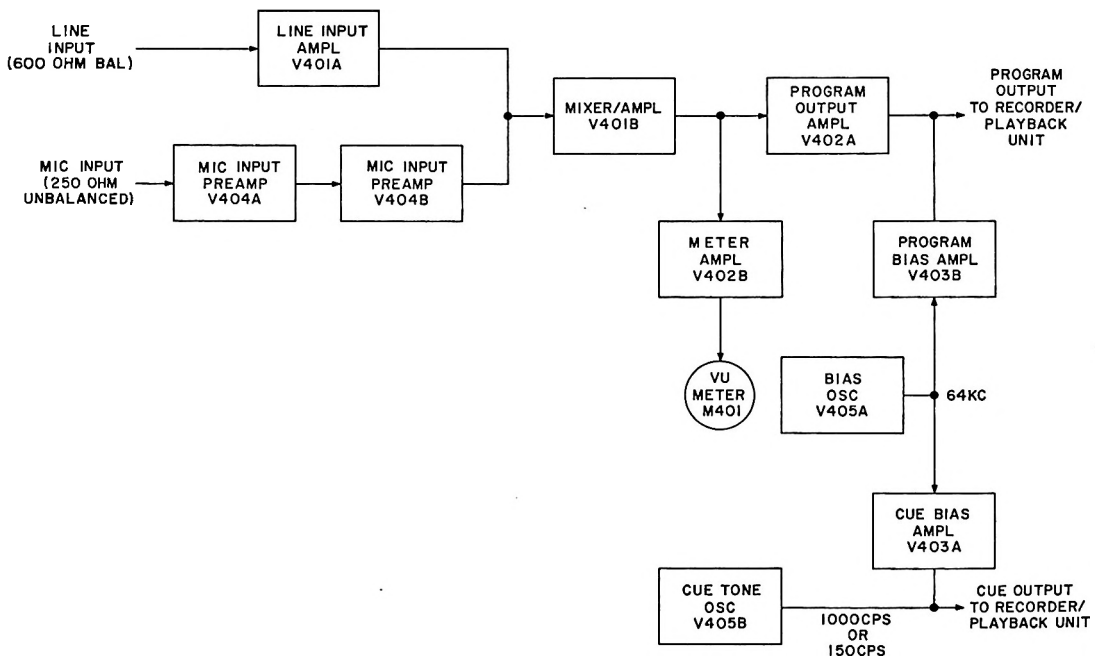 LINE
INPUT
(600 OHM BAL)
LINE INPUT
AMPL
V401A
MIC INPUT
(250 OHM
UNBALANCED)
MIC INPUT
PREAMP
V404A
MIC INPUT
PREAMP
V404B
MIXER/AMPL
V401B
PROGRAM
OUTPUT
AMPL
V402A
PROGRAM
OUTPUT
TO RECORDER/
PLAYBACK
UNIT
METER
AMPL
V402B
PROGRAM
BIAS AMPL
V403B
VU
METER
M401
BIAS
OSC
V405A
64KC
CUE BIAS
AMPL
V403A
CUE TONE
OSC
V405B
1000CPS
OR
150CPS
CUE OUTPUT
TO RECORDER/
PLAYBACK UNIT